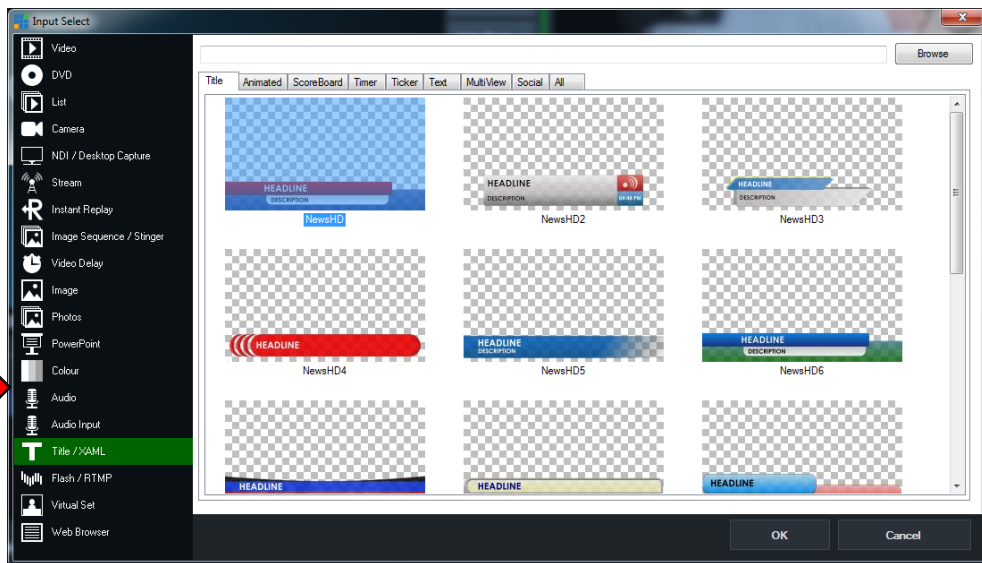 Input Select
Video
DVD
List
Camera
NDI / Desktop Capture
Stream
Instant Replay
Image Sequence / Stinger
Video Delay
Image
Photos
PowerPoint
Colour
Audio
Audio Input
Title / XAML
Flash / RTMP
Virtual Set
Web Browser
Browse
Title Animated ScoreBoard Timer Ticker Text MultiView Social All
HEADLINE
DESCRIPTION
NewsHD
HEADLINE
DESCRIPTION
NewsHD2
HEADLINE
DESCRIPTION
NewsHD3
HEADLINE
NewsHD4
HEADLINE
DESCRIPTION
NewsHD5
HEADLINE
DESCRIPTION
NewsHD6
HEADLINE
HEADLINE
HEADLINE
OK Cancel